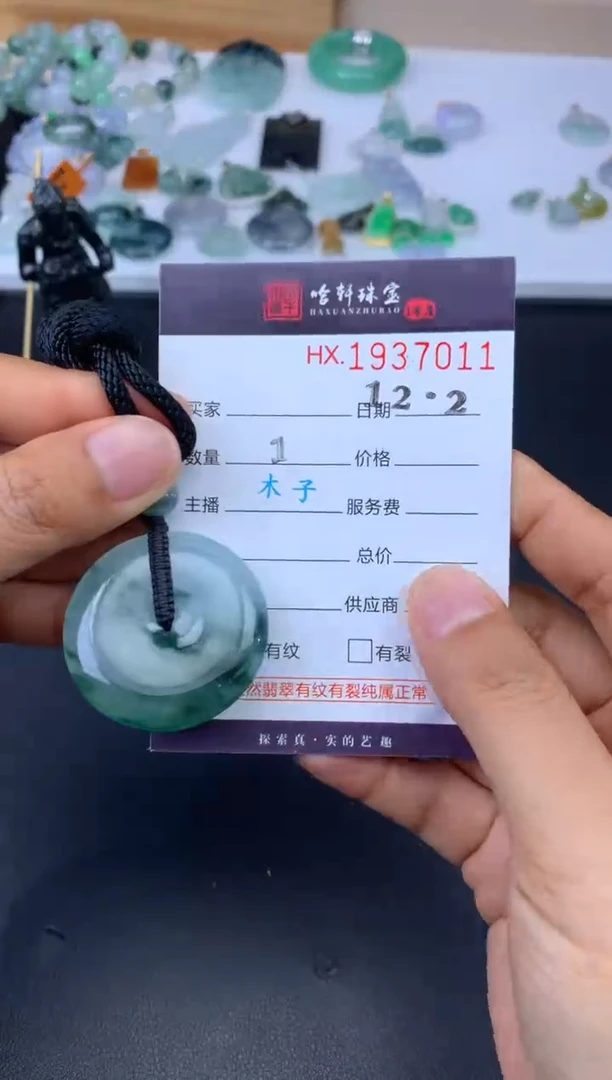 哈轩珠宝
HAXUANZHUBAO
HX.1937011
买家 日期 12·2
数量 1 价格
主播 木子 服务费
总价
供应商
有纹 有裂
然翡翠有纹有裂纯属正常
探索真·实的艺趣